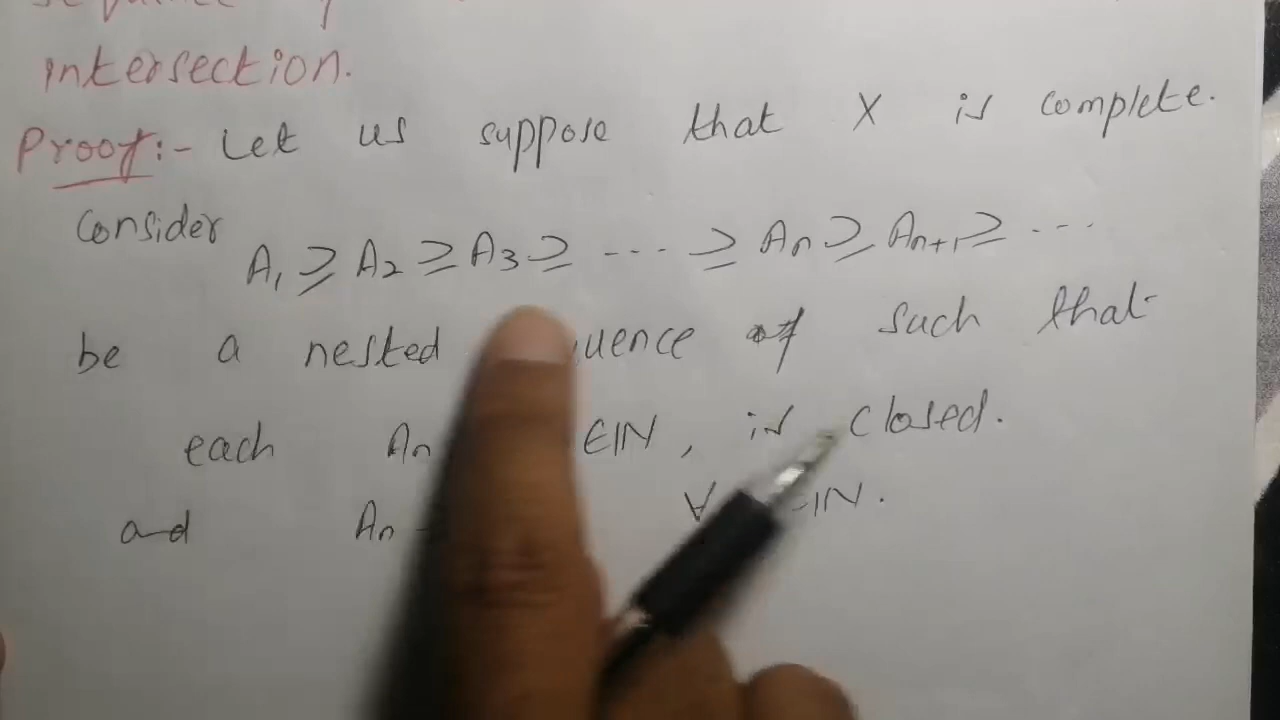 intersection.
Proof:- Let us suppose that X is complete.
Consider
A₁ ⊇ A₂ ⊇ A₃ ⊇ --- ⊇ Aₙ ⊇ Aₙ₊₁ ⊇ ---
be a nested of such that
each Aₙ ∈ IN, is closed.
and Aₙ ∀ ∈ IN.